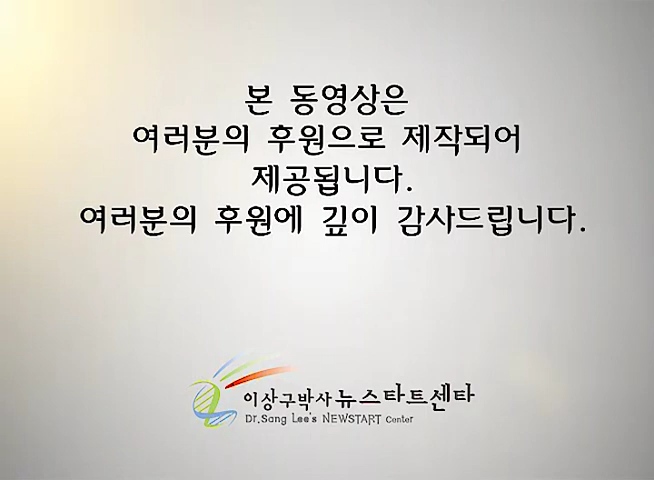 본 동영상은
여러분의 후원으로 제작되어
제공됩니다.
여러분의 후원에 깊이 감사드립니다.
이상구박사 뉴스타트센타
Dr.Sang Lee's NEWSTART Center